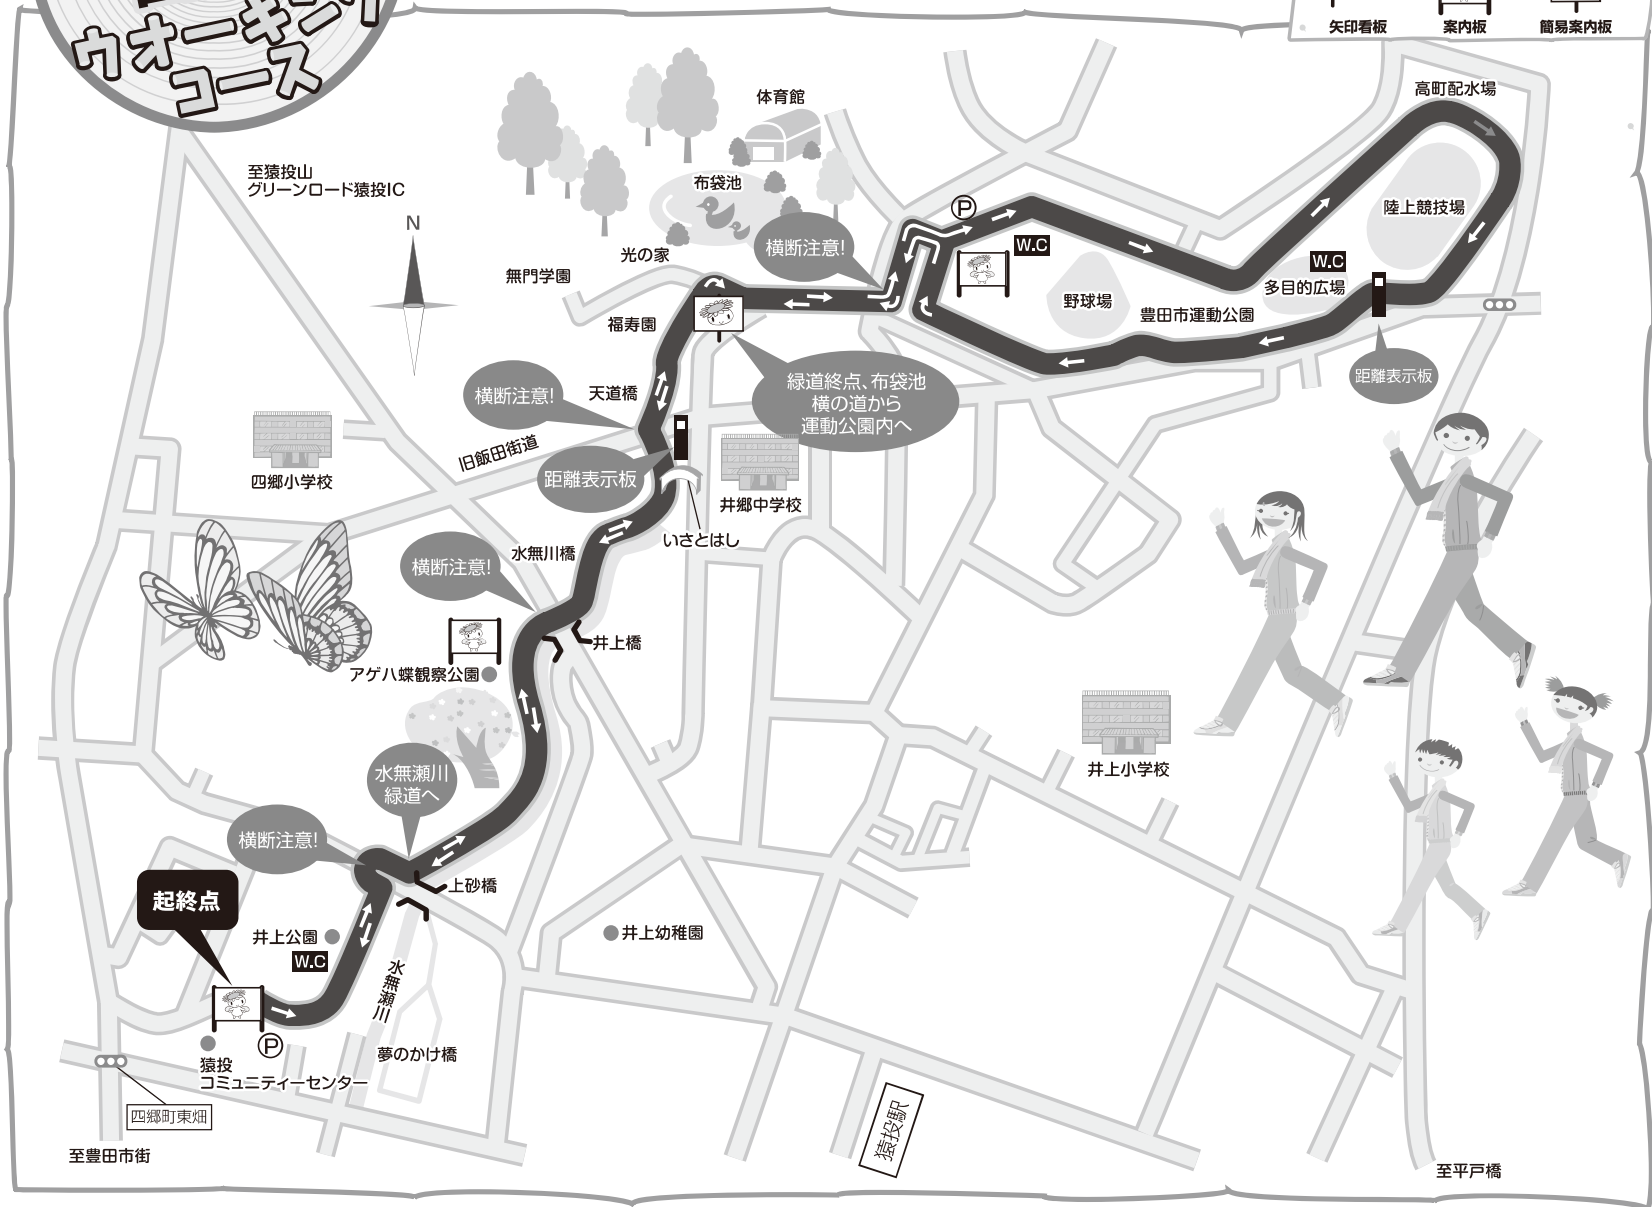 ウオーキング
コース
矢印看板
案内板
簡易案内板
高町配水場
体育館
至猿投山
グリーンロード猿投IC
布袋池
N
横断注意!
P
W.C
陸上競技場
W.C
光の家
無門学園
多目的広場
野球場
豊田市運動公園
福寿園
距離表示板
緑道終点、布袋池
横の道から
運動公園内へ
天道橋
横断注意!
旧飯田街道
四郷小学校
距離表示板
井郷中学校
いさとはし
水無川橋
横断注意!
井上橋
アゲハ蝶観察公園
水無瀬川
緑道へ
井上小学校
横断注意!
上砂橋
起終点
井上公園
W.C
井上幼稚園
水無瀬川
P
夢のかけ橋
猿投
コミュニティーセンター
四郷町東畑
猿投駅
至豊田市街
至平戸橋